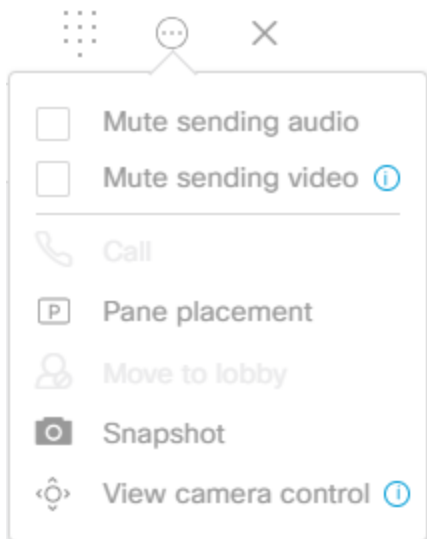 Mute sending audio
Mute sending video
Call
P Pane placement
Move to lobby
Snapshot
View camera control